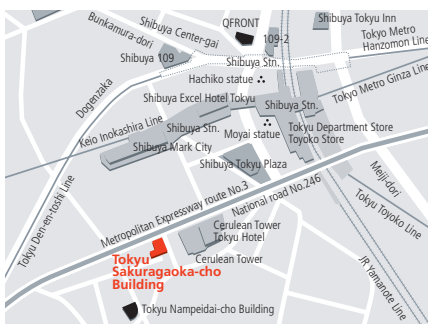 QFRONT
Shibuya Tokyu Inn
Shibuya Center-gai
Bunkamura-dori
109-2
Tokyu Metro
Hanzomon Line
Shibuya 109
Shibuya Stn.
Hachiko statue
Dogenzaka
Shibuya Excel Hotel Tokyu
Shibuya Stn.
Tokyo Metro Ginza Line
Keio Inokashira Line
Shibuya Stn.
Moyai statue
Tokyu Department Store
Toyoko Store
Shibuya Mark City
Shibuya Tokyu Plaza
Meiji-dori
Metropolitan Expressway route No.3
National road No.246
Tokyu Toyoko Line
Tokyu Den-en-toshi Line
Cerulean Tower
Tokyu Hotel
Cerulean Tower
Tokyu
Sakuragaoka-cho
Building
JR Yamanote Line
Tokyu Nampeidai-cho Building